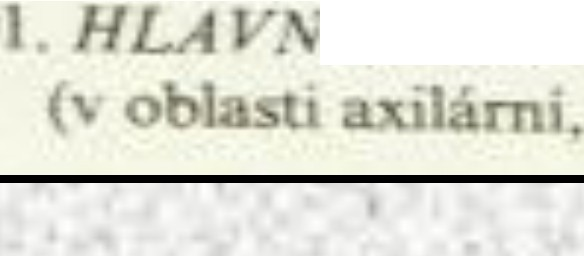 1. HLAVN
(v oblasti axilární,